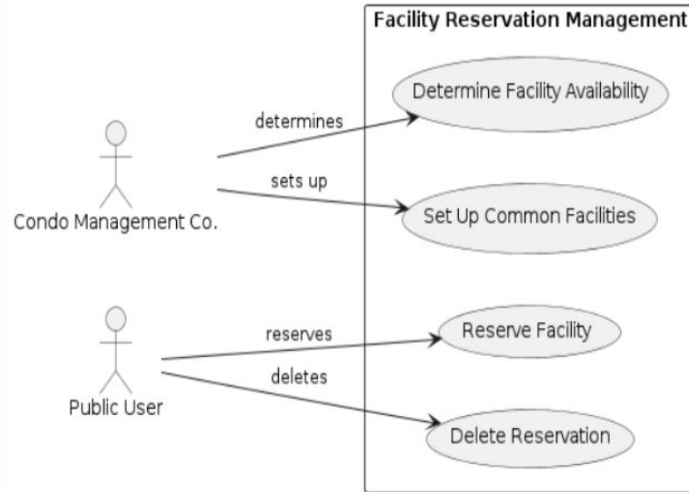 Facility Reservation Management
Determine Facility Availability
determines
sets up
Condo Management Co.
Set Up Common Facilities
reserves
Reserve Facility
deletes
Public User
Delete Reservation